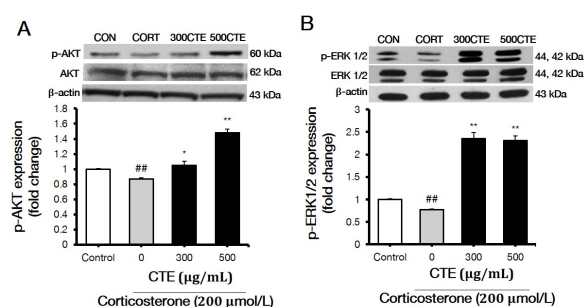 A
CON CORT 300CTE 500CTE
p-AKT 60 kDa
AKT 62 kDa
β-actin 43 kDa
p-AKT expression
(fold change)
1.8
1.6
1.4
1.2
1
0.8
0.6
0.4
0.2
0
## * **
Control 0 300 500
CTE (µg/mL)
Corticosterone (200 µmol/L)
B
CON CORT 300CTE 500CTE
p-ERK 1/2 44, 42 kDa
ERK 1/2 44, 42 kDa
β-actin 43 kDa
p-ERK1/2 expression
(fold change)
3
2.5
2
1.5
1
0.5
0
## ** **
Control 0 300 500
CTE (µg/mL)
Corticosterone (200 µmol/L)